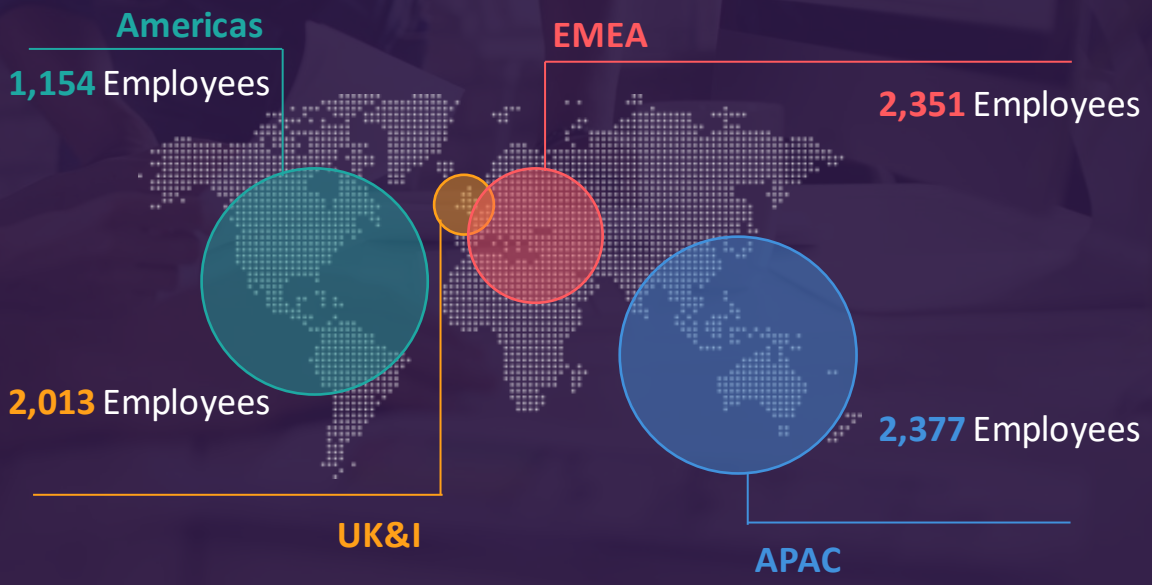 Americas
1,154 Employees
EMEA
2,351 Employees
2,013 Employees
UK&I
2,377 Employees
APAC